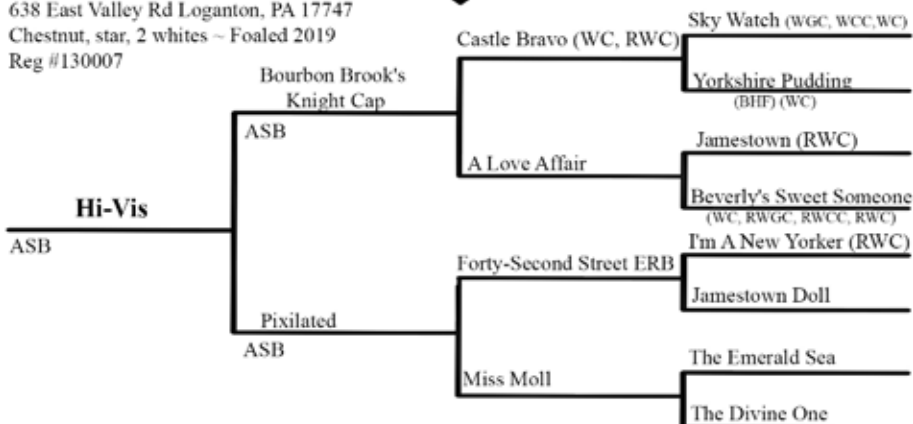 638 East Valley Rd Loganton, PA 17747
Chestnut, star, 2 whites ~ Foaled 2019
Reg #130007
Sky Watch (WGC, WCC,WC)
Castle Bravo (WC, RWC)
Yorkshire Pudding
(BHF) (WC)
Bourbon Brook's
Knight Cap
ASB
Jamestown (RWC)
A Love Affair
Beverly's Sweet Someone
(WC, RWGC, RWCC, RWC)
Hi-Vis
ASB
I'm A New Yorker (RWC)
Forty-Second Street ERB
Jamestown Doll
Pixilated
ASB
The Emerald Sea
Miss Moll
The Divine One